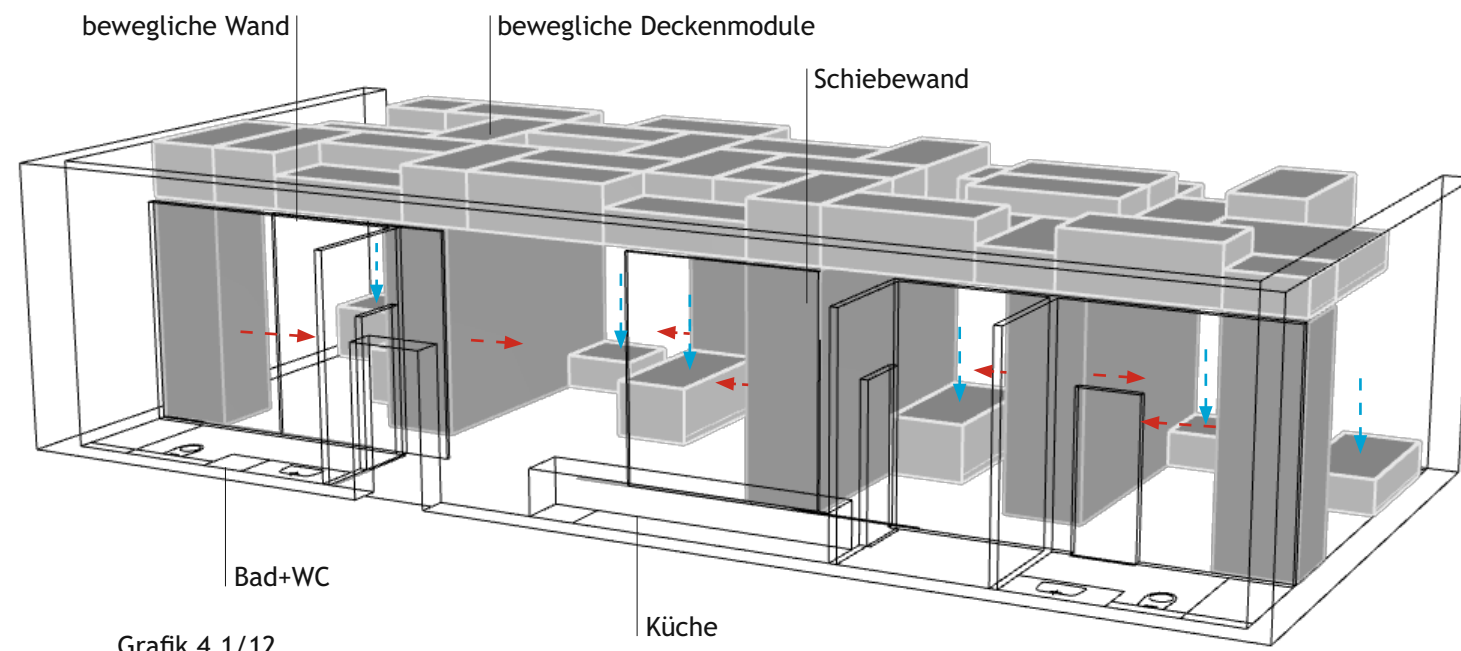 bewegliche Wand
bewegliche Deckenmodule
Schiebewand
Bad+WC
Küche
Grafik 4.1/12